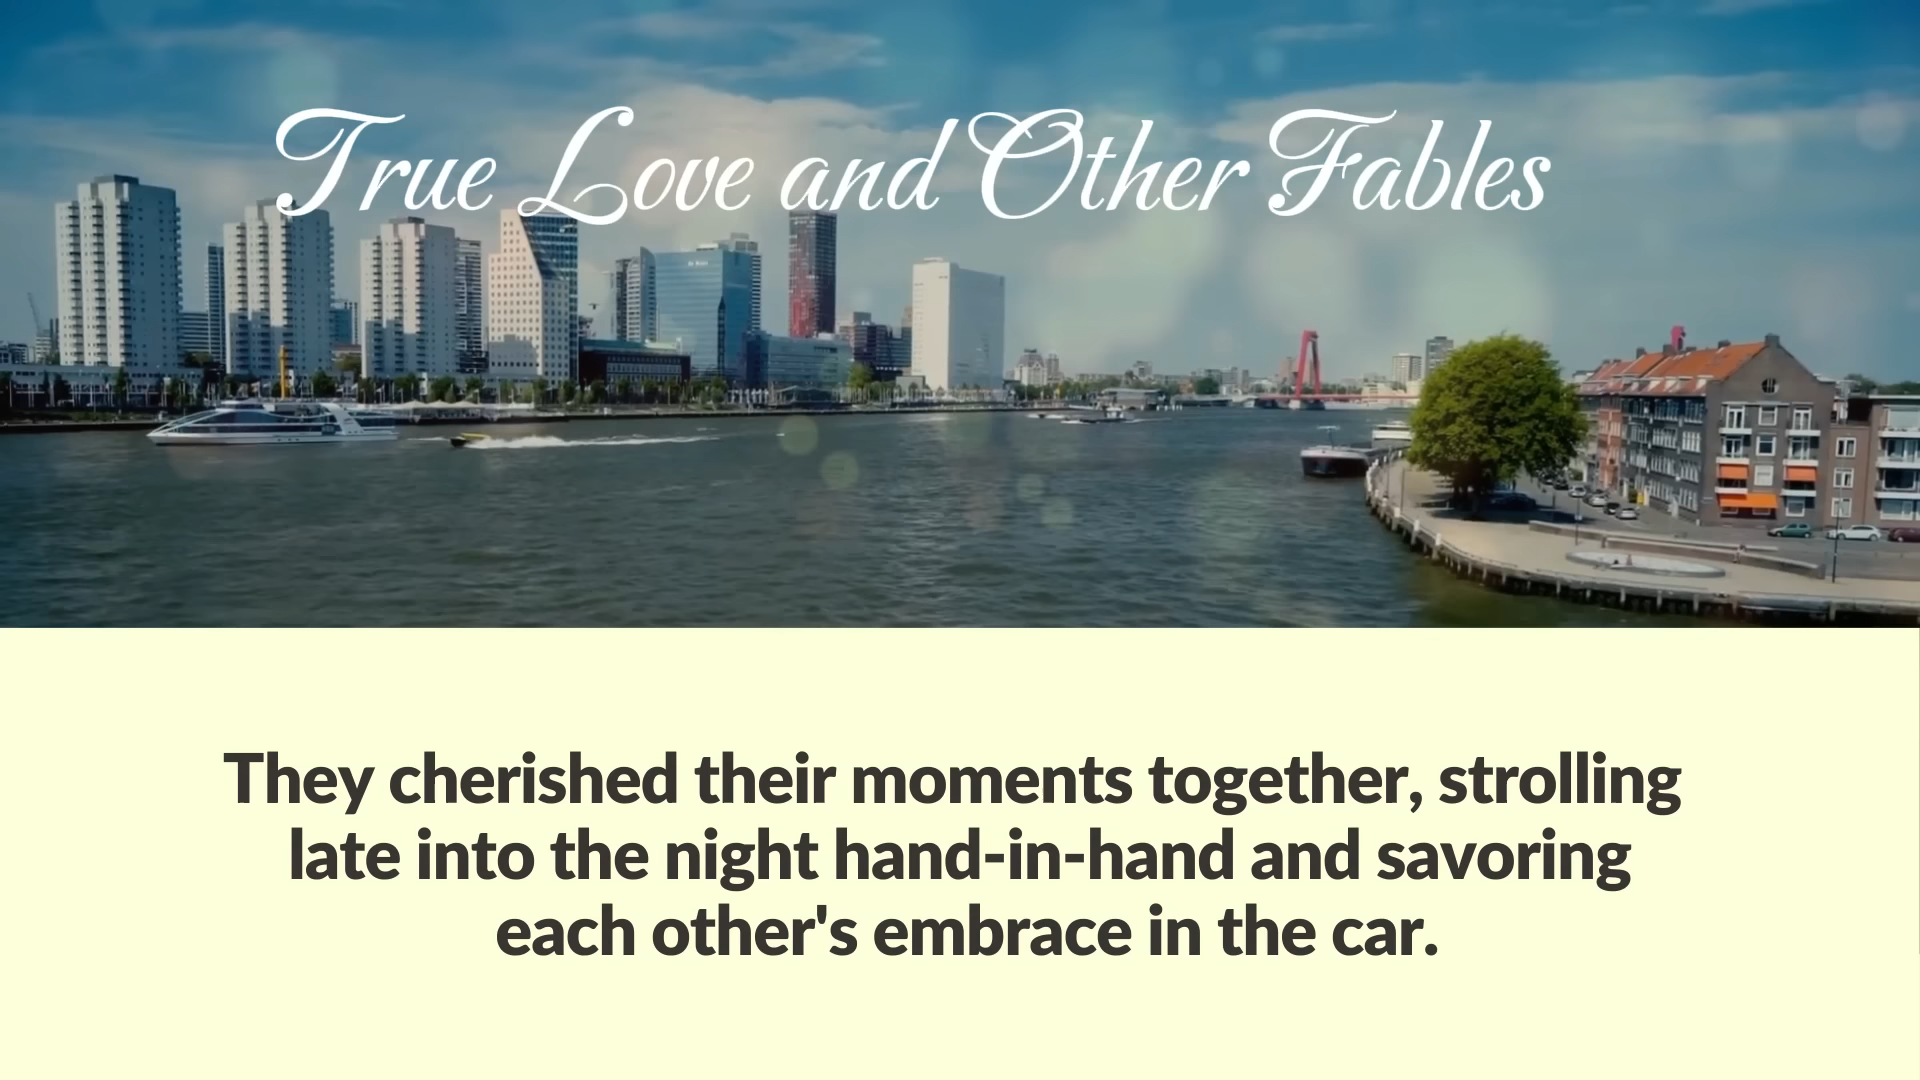 True Love and Other Fables
They cherished their moments together, strolling
late into the night hand-in-hand and savoring
each other's embrace in the car.